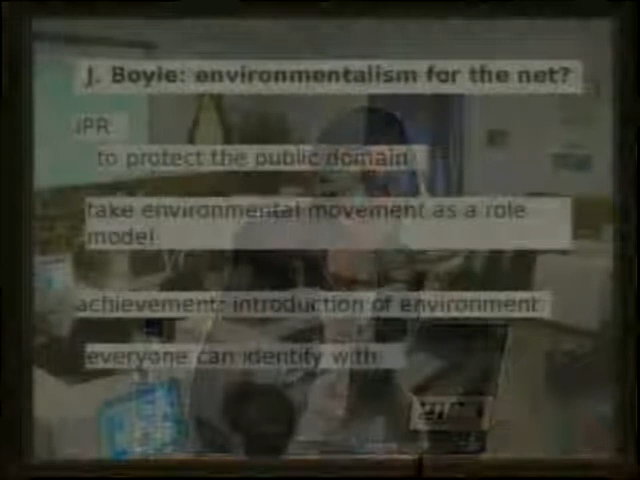 J. Boyle: environmentalism for the net?
IPR
to protect the public domain
take environmental movement as a role
model
achievement: introduction of environment
everyone can identify with